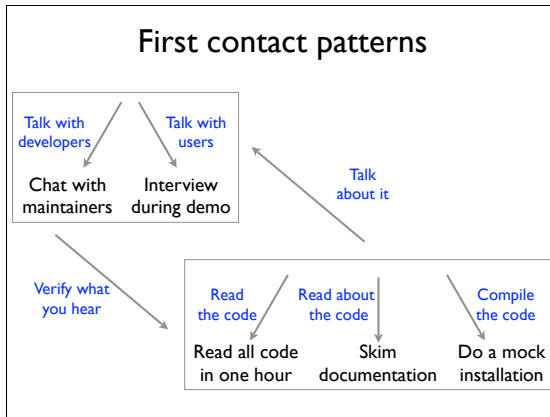 First contact patterns
Talk with
developers
Talk with
users
Chat with
maintainers
Interview
during demo
Talk
about it
Verify what
you hear
Read
the code
Read about
the code
Compile
the code
Read all code
in one hour
Skim
documentation
Do a mock
installation